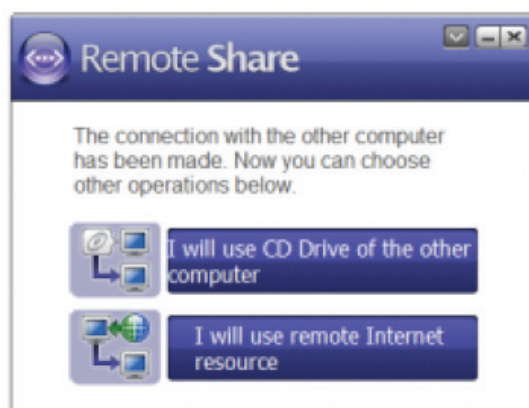 Remote Share
The connection with the other computer
has been made. Now you can choose
other operations below.
I will use CD Drive of the other
computer
I will use remote Internet
resource